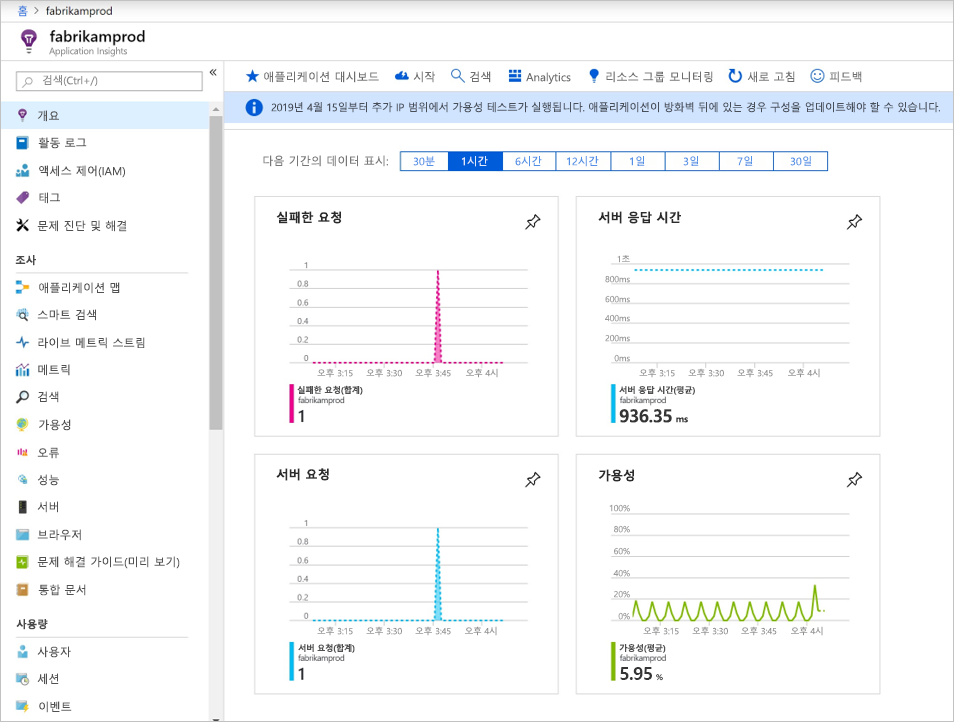 홈 > fabrikamprod
fabrikamprod
Application Insights
검색(Ctrl+/)
«
개요
활동 로그
액세스 제어(IAM)
태그
문제 진단 및 해결
조사
애플리케이션 맵
스마트 검색
라이브 메트릭 스트림
메트릭
검색
가용성
오류
성능
서버
브라우저
문제 해결 가이드(미리 보기)
통합 문서
사용량
사용자
세션
이벤트
애플리케이션 대시보드 시작 검색 Analytics 리소스 그룹 모니터링 새로 고침 피드백
2019년 4월 15일부터 추가 IP 범위에서 가용성 테스트가 실행됩니다. 애플리케이션이 방화벽 뒤에 있는 경우 구성을 업데이트해야 할 수 있습니다.
다음 기간의 데이터 표시: 30분 1시간 6시간 12시간 1일 3일 7일 30일
실패한 요청
1
0.8
0.6
0.4
0.2
0
오후 3:15 오후 3:30 오후 3:45 오후 4시
실패한 요청(합계)
fabrikamprod
1
서버 응답 시간
1초
800ms
600ms
400ms
200ms
0ms
오후 3:15 오후 3:30 오후 3:45 오후 4시
서버 응답 시간(평균)
fabrikamprod
936.35 ms
서버 요청
1
0.8
0.6
0.4
0.2
0
오후 3:15 오후 3:30 오후 3:45 오후 4시
서버 요청(합계)
fabrikamprod
1
가용성
100%
80%
60%
40%
20%
0%
오후 3:15 오후 3:30 오후 3:45 오후 4시
가용성(평균)
fabrikamprod
5.95 %